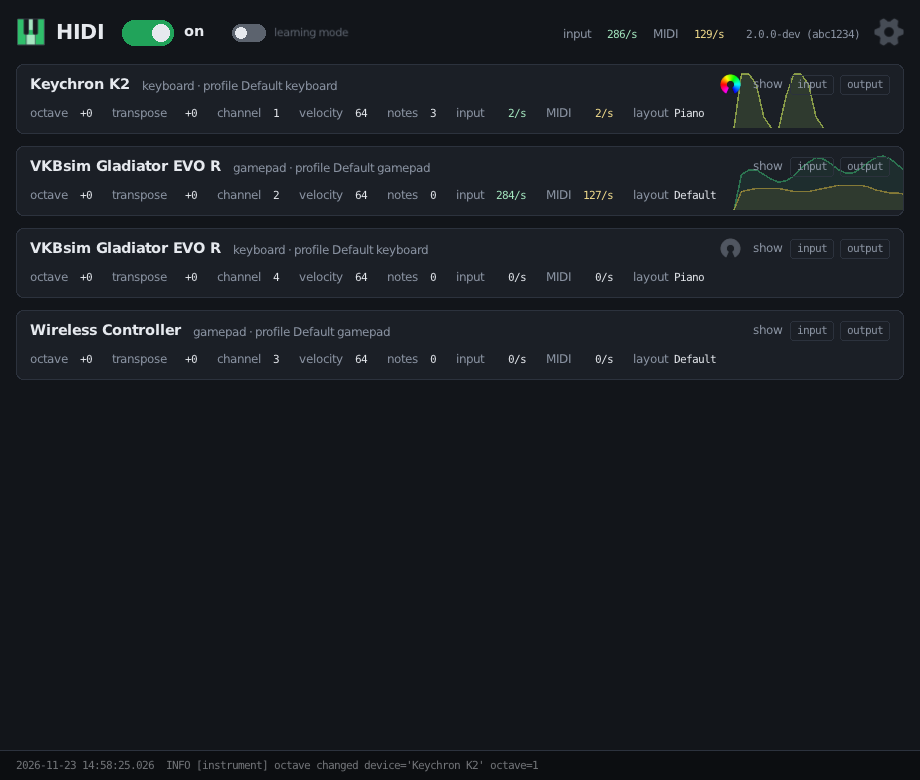 HIDI on learning mode input 286/s MIDI 129/s 2.0.0-dev (abc1234)
Keychron K2 keyboard · profile Default keyboard show input output
octave +0 transpose +0 channel 1 velocity 64 notes 3 input 2/s MIDI 2/s layout Piano
VKBsim Gladiator EVO R gamepad · profile Default gamepad show input output
octave +0 transpose +0 channel 2 velocity 64 notes 0 input 284/s MIDI 127/s layout Default
VKBsim Gladiator EVO R keyboard · profile Default keyboard show input output
octave +0 transpose +0 channel 4 velocity 64 notes 0 input 0/s MIDI 0/s layout Piano
Wireless Controller gamepad · profile Default gamepad show input output
octave +0 transpose +0 channel 3 velocity 64 notes 0 input 0/s MIDI 0/s layout Default
2026-11-23 14:58:25.026 INFO [instrument] octave changed device='Keychron K2' octave=1